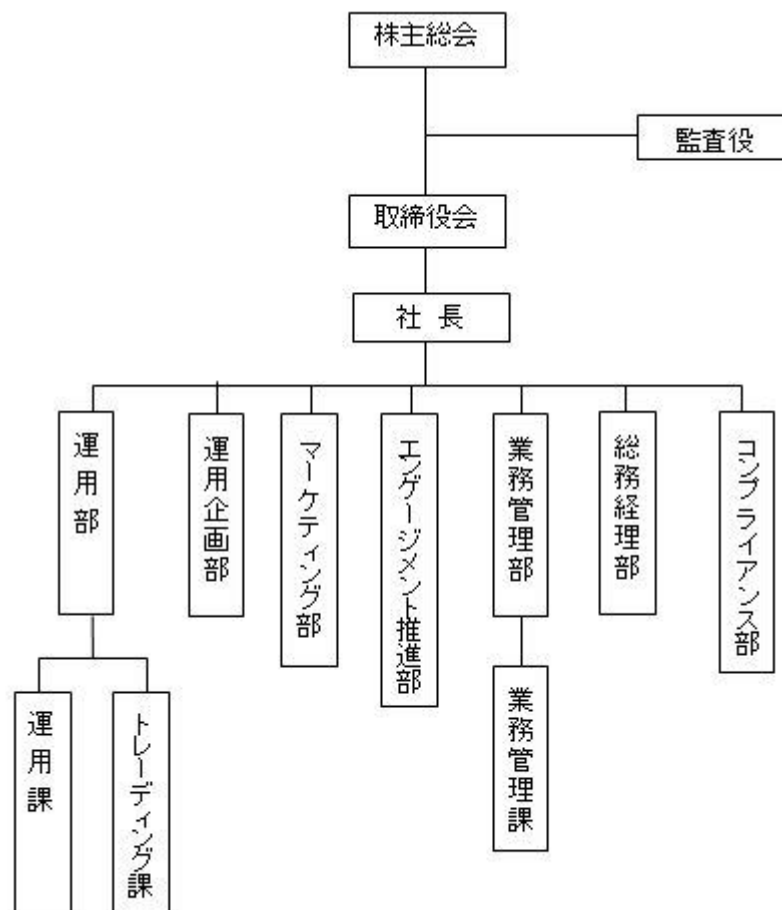 株主総会
監査役
取締役会
社 長
運用部
運用企画部
マーケティング部
エンゲージメント推進部
業務管理部
総務経理部
コンプライアンス部
運用課
トレーディング課
業務管理課